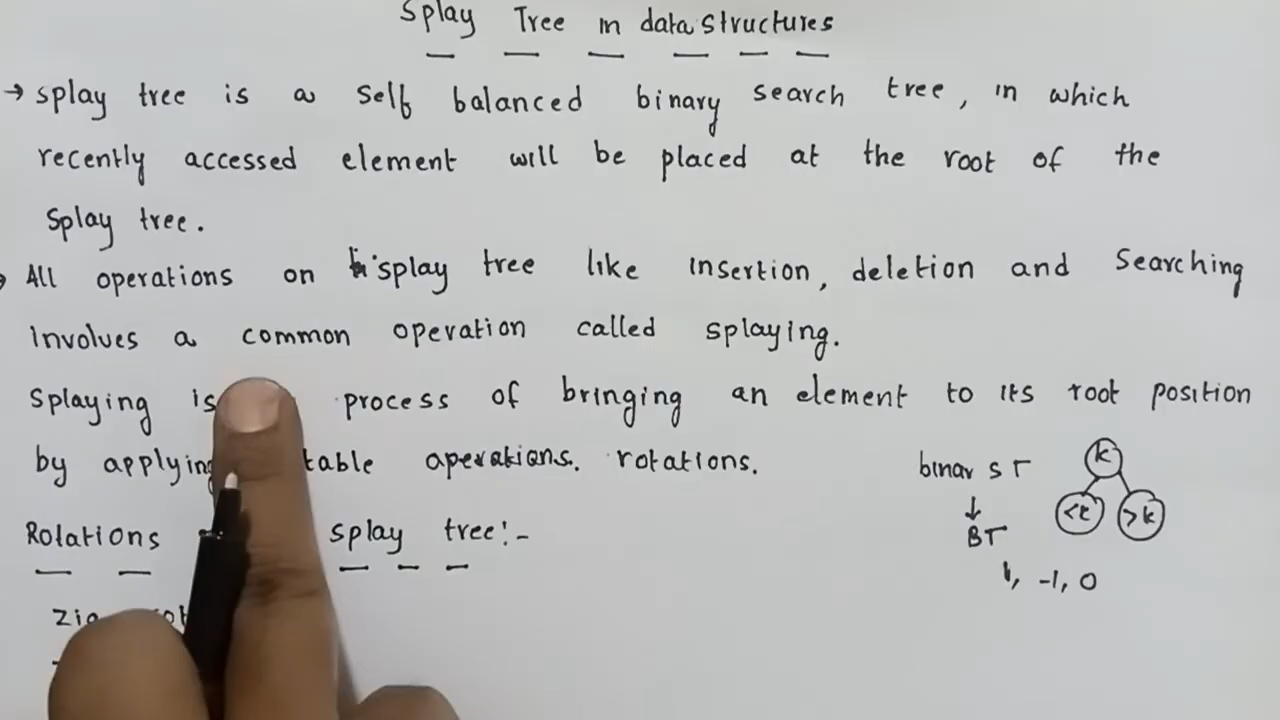 Splay Tree in data structures
→ splay tree is a self balanced binary search tree, in which
recently accessed element will be placed at the root of the
Splay tree.
All operations on splay tree like insertion, deletion and searching
involves a common operation called splaying.
Splaying is process of bringing an element to its root position
by applying table operations. rotations.
Rotations splay tree:-
binar S T
↓
BT
1, -1, 0
k
<k
>k